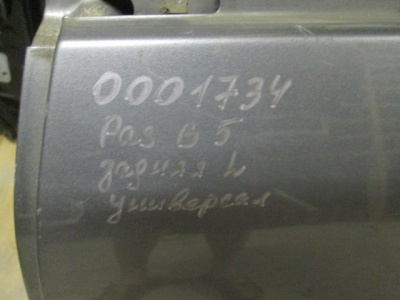 0001734
Pas B5
задняя L
универсал